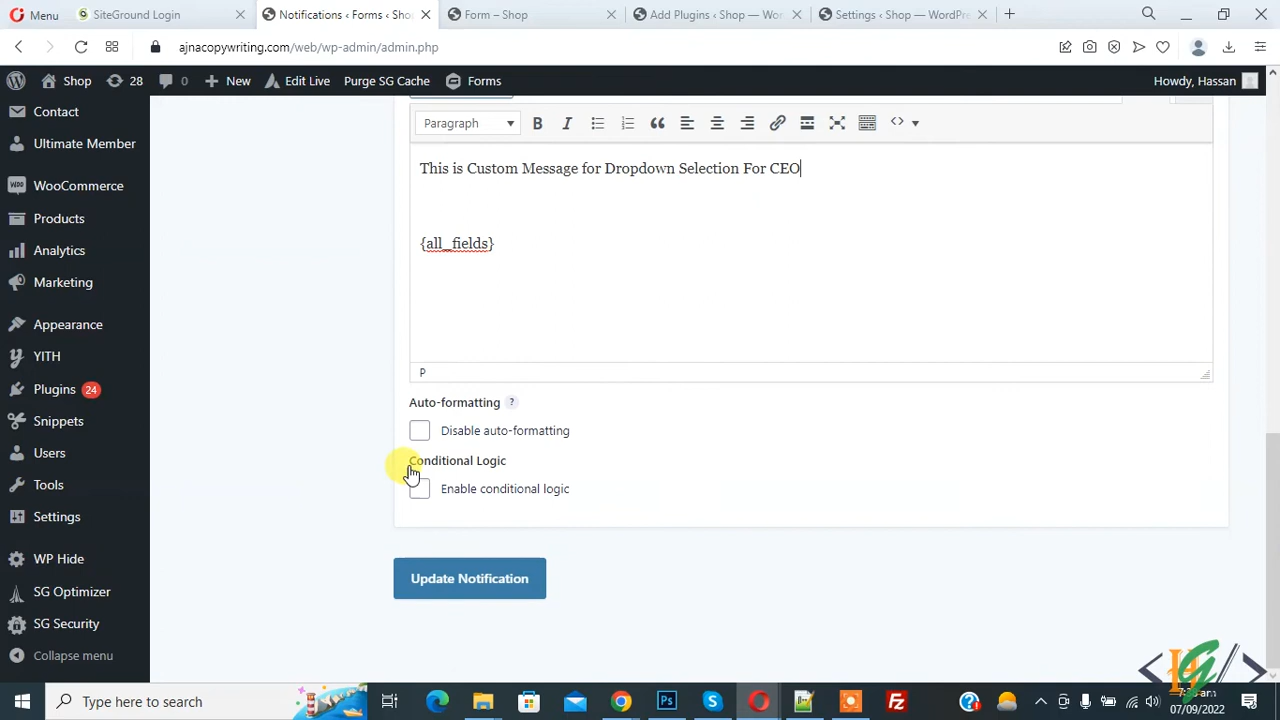 Menu
SiteGround Login
Notifications ‹ Forms ‹ Sho
Form – Shop
Add Plugins ‹ Shop — Wor
Settings ‹ Shop — WordPre
ajnacopywriting.com/web/wp-admin/admin.php
Shop
28
0
New
Edit Live
Purge SG Cache
Forms
Howdy, Hassan
Contact
Ultimate Member
WooCommerce
Products
Analytics
Marketing
Appearance
YITH
Plugins 24
Snippets
Users
Tools
Settings
WP Hide
SG Optimizer
SG Security
Collapse menu
Paragraph
This is Custom Message for Dropdown Selection For CEO
{all_fields}
P
Auto-formatting ?
Disable auto-formatting
Conditional Logic
Enable conditional logic
Update Notification
Type here to search
07/09/2022